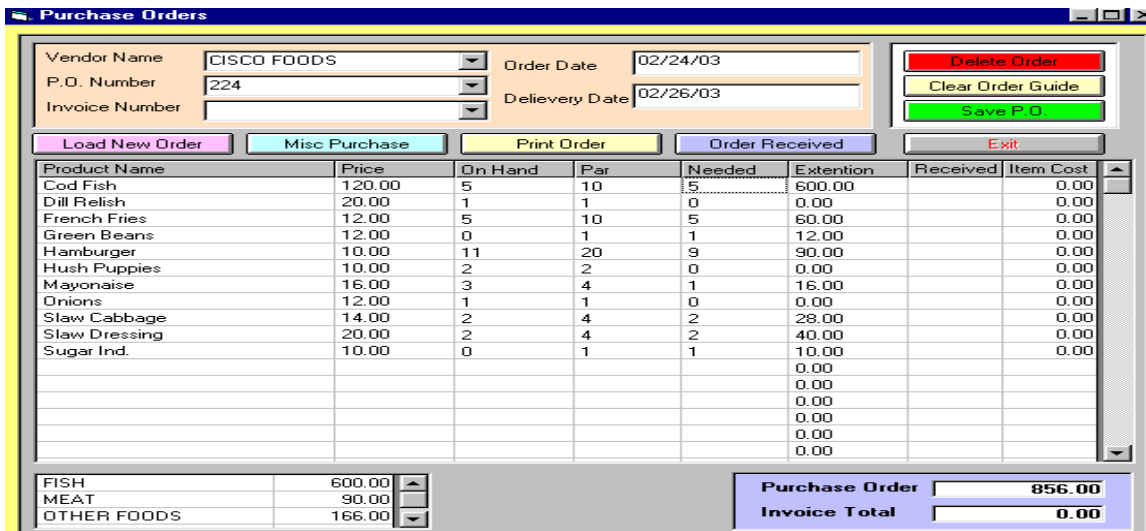 Purchase Orders
Vendor Name CISCO FOODS Order Date 02/24/03 Delete Order
P.O. Number 224 Delievery Date 02/26/03 Clear Order Guide
Invoice Number Save P.O.
Load New Order Misc Purchase Print Order Order Received Exit
Product Name Price On Hand Par Needed Extention Received Item Cost
Cod Fish 120.00 5 10 5 600.00 0.00
Dill Relish 20.00 1 1 0 0.00 0.00
French Fries 12.00 5 10 5 60.00 0.00
Green Beans 12.00 0 1 1 12.00 0.00
Hamburger 10.00 11 20 9 90.00 0.00
Hush Puppies 10.00 2 2 0 0.00 0.00
Mayonaise 16.00 3 4 1 16.00 0.00
Onions 12.00 1 1 0 0.00 0.00
Slaw Cabbage 14.00 2 4 2 28.00 0.00
Slaw Dressing 20.00 2 4 2 40.00 0.00
Sugar Ind. 10.00 0 1 1 10.00 0.00
0.00
0.00
0.00
0.00
0.00
0.00
FISH 600.00 Purchase Order 856.00
MEAT 90.00
OTHER FOODS 166.00 Invoice Total 0.00